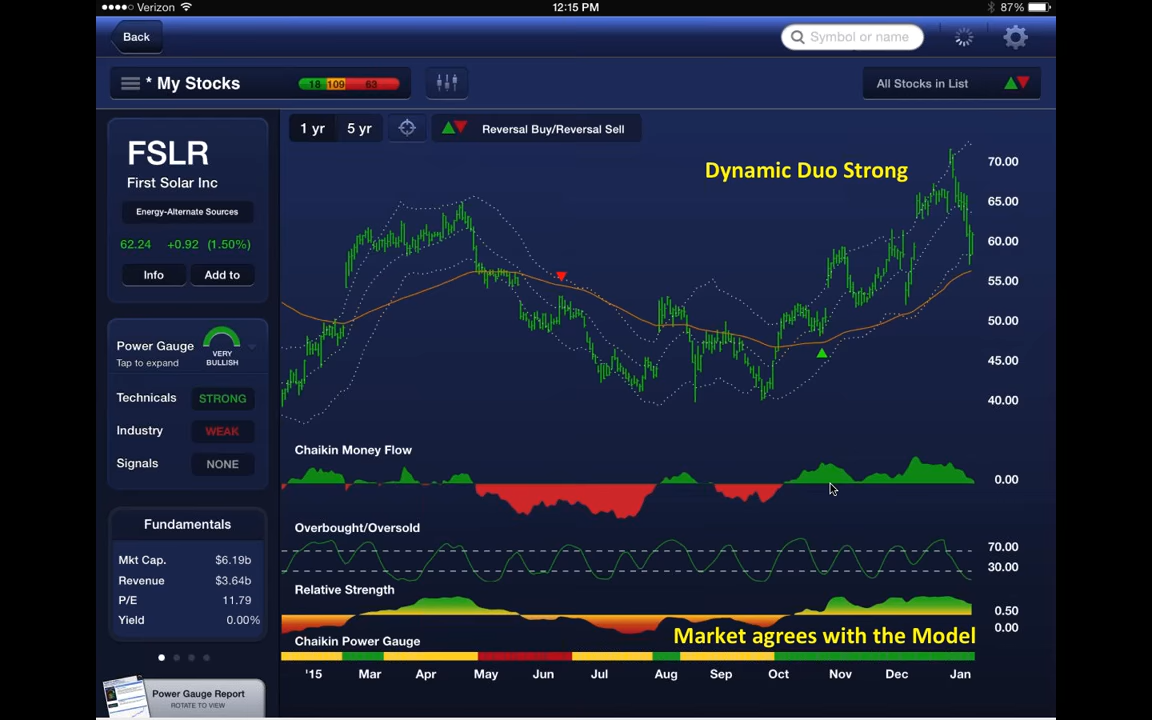 Verizon
12:15 PM
87%
Back
Symbol or name
* My Stocks
18 109 63
All Stocks in List
FSLR
First Solar Inc
Energy-Alternate Sources
62.24 +0.92 (1.50%)
Info Add to
1 yr 5 yr
Reversal Buy/Reversal Sell
Dynamic Duo Strong
70.00
65.00
60.00
55.00
50.00
45.00
40.00
Power Gauge
Tap to expand
VERY
BULLISH
Technicals STRONG
Industry WEAK
Signals NONE
Chaikin Money Flow
0.00
Overbought/Oversold
70.00
30.00
Relative Strength
0.50
0.00
Chaikin Power Gauge
Market agrees with the Model
'15 Mar Apr May Jun Jul Aug Sep Oct Nov Dec Jan
Fundamentals
Mkt Cap. $6.19b
Revenue $3.64b
P/E 11.79
Yield 0.00%
Power Gauge Report
ROTATE TO VIEW